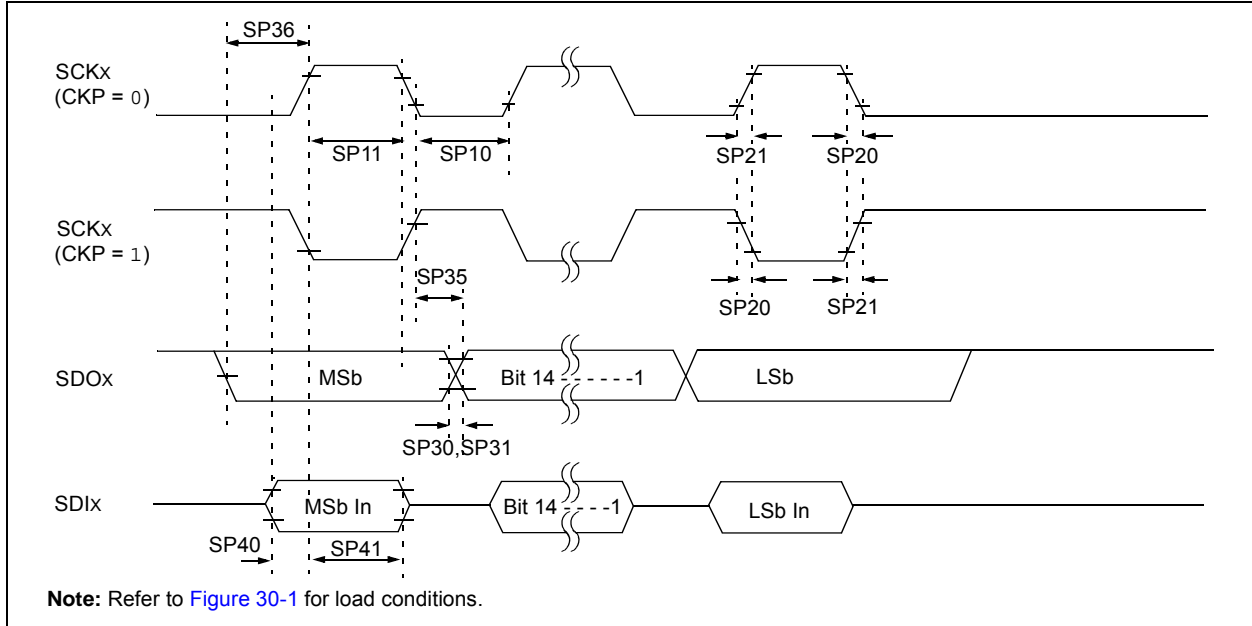 SP36
SCKx
(CKP = 0)
SP11
SP10
SP21
SP20
SCKx
(CKP = 1)
SP35
SP20
SP21
SDOx
MSb
Bit 14 - - - - - -1
LSb
SP30,SP31
SDIx
MSb In
Bit 14 - - - -1
LSb In
SP40
SP41
Note: Refer to Figure 30-1 for load conditions.